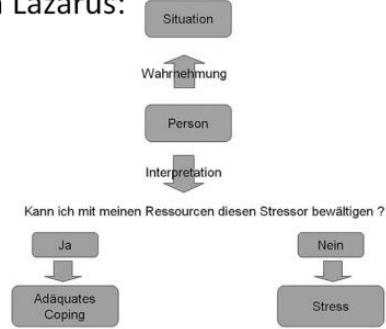 Lazarus:
Situation
Wahrnehmung
Person
Interpretation
Kann ich mit meinen Ressourcen diesen Stressor bewältigen ?
Ja
Nein
Adäquates
Coping
Stress